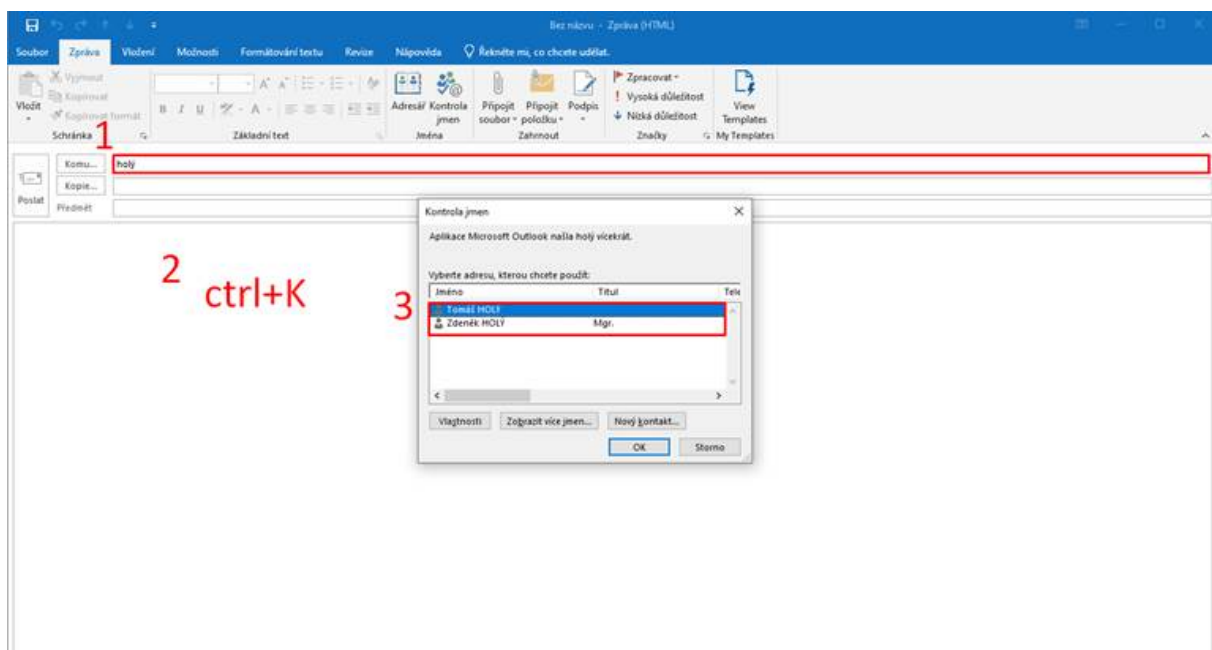 Bez názvu - Zpráva (HTML)
Soubor Zpráva Vložení Možnosti Formátování textu Revize Nápověda Řekněte mi, co chcete udělat.
Vložit
Vyjmout
Kopírovat
Kopírovat formát
Schránka
B I U
Základní text
Adresář Kontrola jmen
Jména
Připojit soubor Připojit položku Podpis
Zahrnout
Zpracovat
Vysoká důležitost
Nízká důležitost
Značky
View Templates
My Templates
1
Poslat
Komu... holý
Kopie...
Předmět
2
ctrl+K
3
Kontrola jmen
Aplikace Microsoft Outlook našla holý vícekrát.
Vyberte adresu, kterou chcete použít:
Jméno Titul Tele
Tomáš HOLÝ
Zdeněk HOLÝ Mgr.
Vlastnosti Zobrazit více jmen... Nový kontakt...
OK Storno